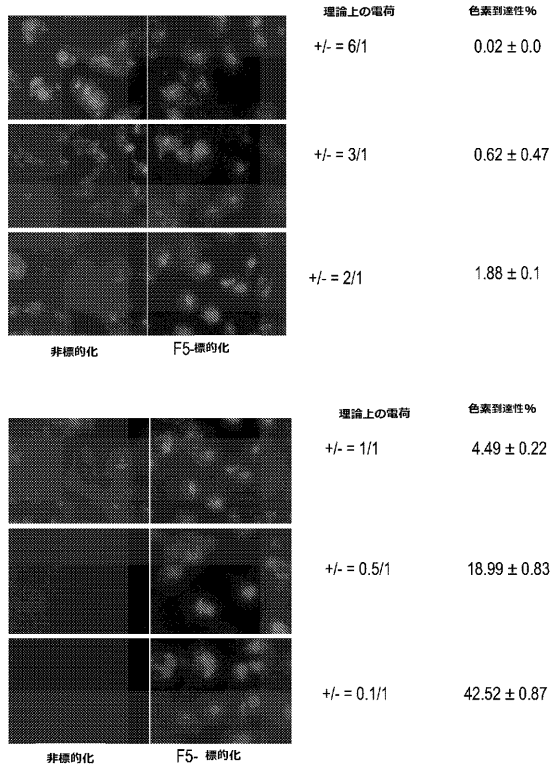 理論上の電荷 色素到達性%
+/- = 6/1 0.02 ± 0.0
+/- = 3/1 0.62 ± 0.47
+/- = 2/1 1.88 ± 0.1
非標的化 F5-標的化
理論上の電荷 色素到達性%
+/- = 1/1 4.49 ± 0.22
+/- = 0.5/1 18.99 ± 0.83
+/- = 0.1/1 42.52 ± 0.87
非標的化 F5- 標的化